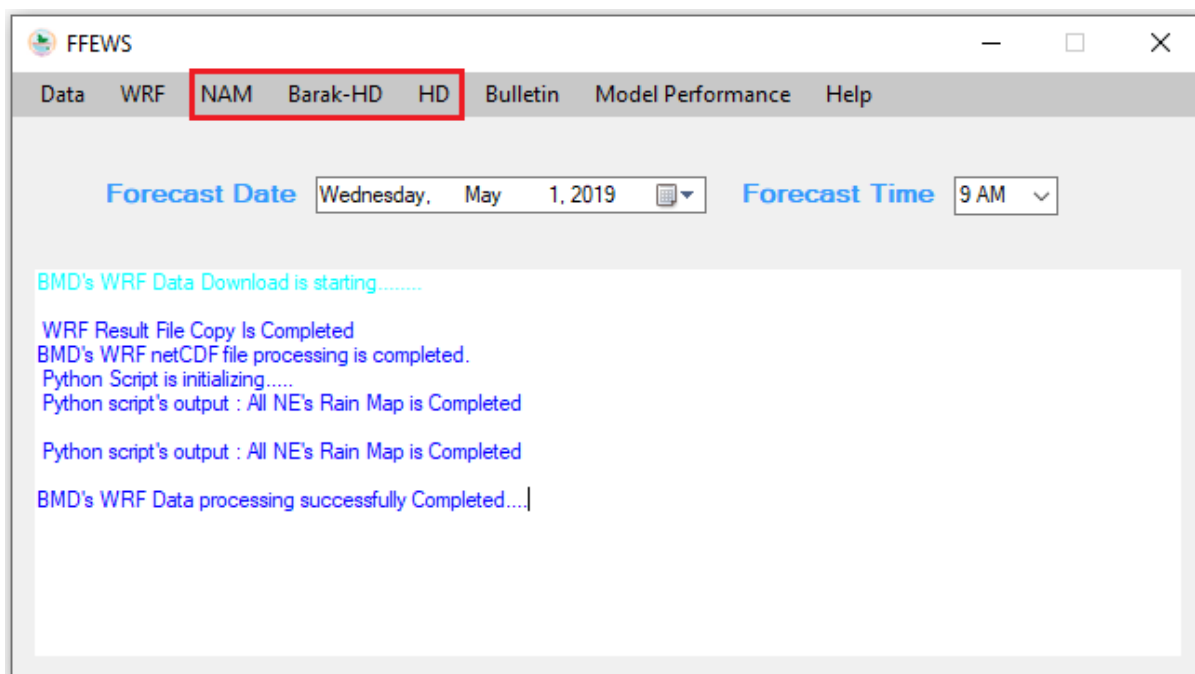 FFEWS
Data WRF NAM Barak-HD HD Bulletin Model Performance Help
Forecast Date Wednesday, May 1, 2019 Forecast Time 9 AM
BMD's WRF Data Download is starting........
WRF Result File Copy Is Completed
BMD's WRF netCDF file processing is completed.
Python Script is initializing.....
Python script's output : All NE's Rain Map is Completed
Python script's output : All NE's Rain Map is Completed
BMD's WRF Data processing successfully Completed....